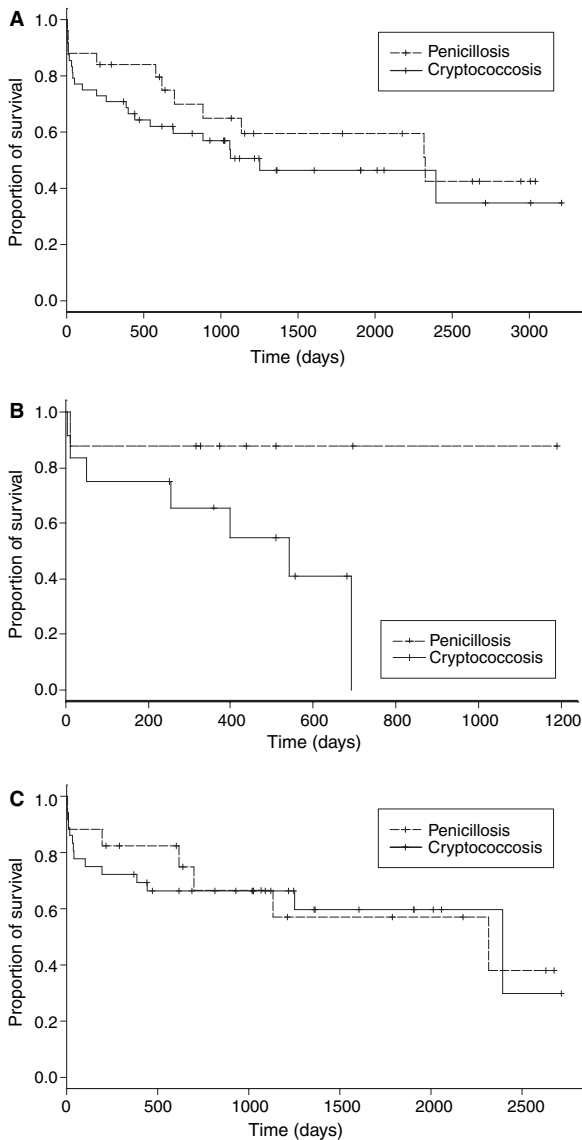 A
1.0
0.8
0.6
0.4
0.2
0.0
Proportion of survival
Penicillosis
Cryptococcosis
0 500 1000 1500 2000 2500 3000
Time (days)
B
1.0
0.8
0.6
0.4
0.2
0.0
Proportion of survival
Penicillosis
Cryptococcosis
0 200 400 600 800 1000 1200
Time (days)
C
1.0
0.8
0.6
0.4
0.2
0.0
Proportion of survival
Penicillosis
Cryptococcosis
0 500 1000 1500 2000 2500
Time (days)